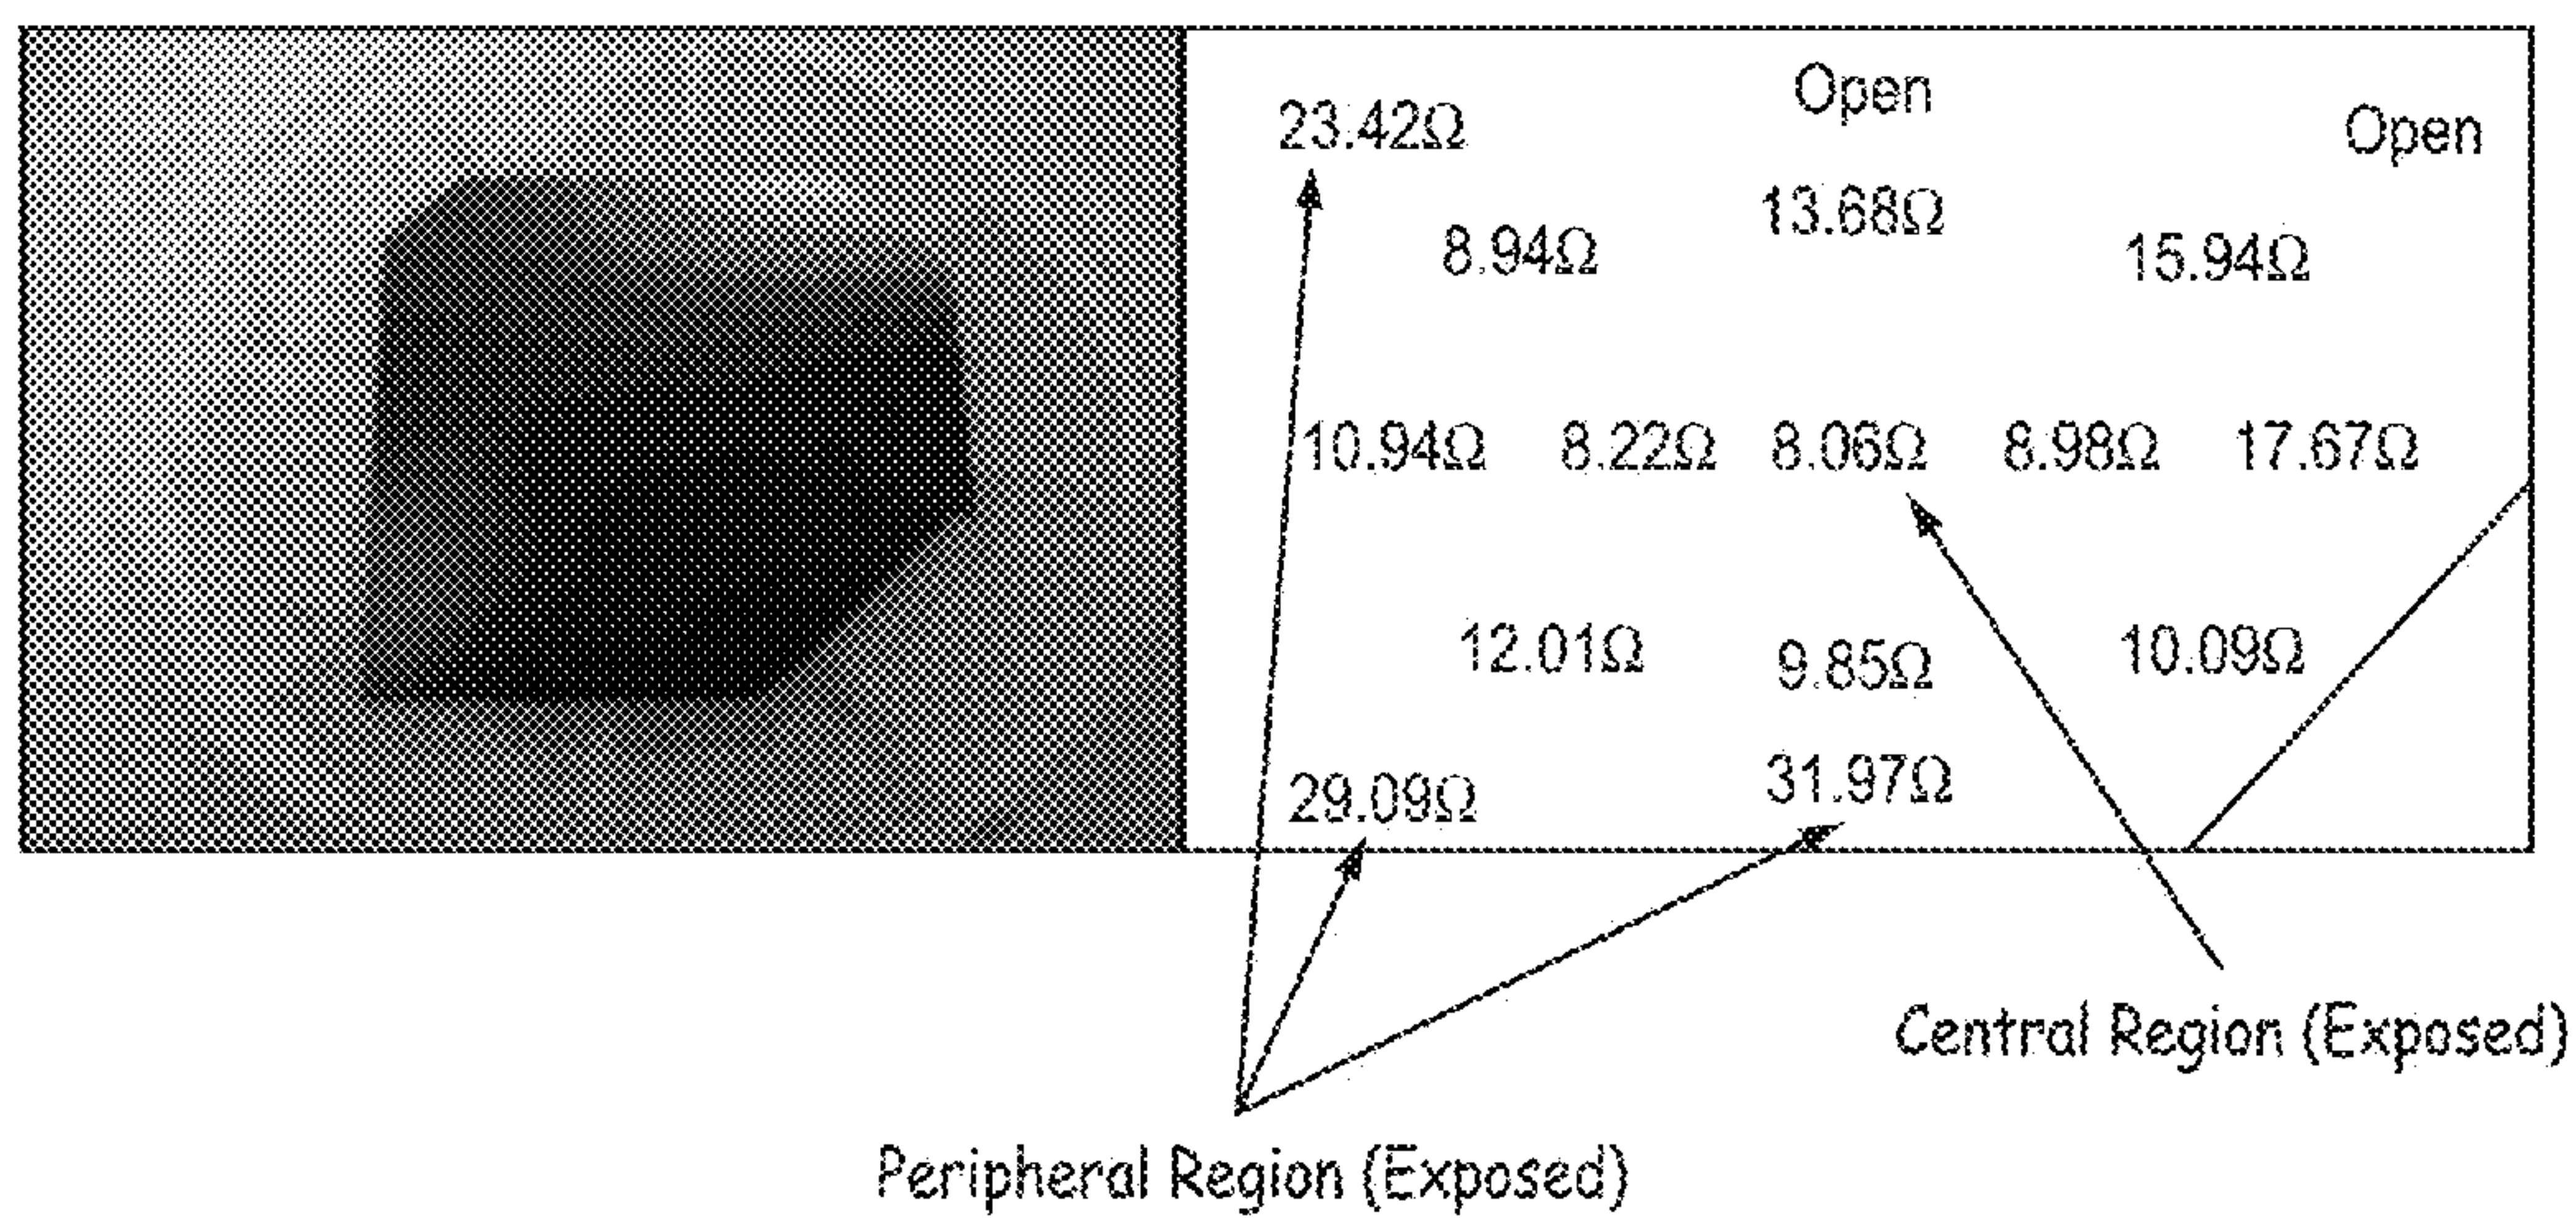 Open
23.42Ω
Open
13.68Ω
8.94Ω
15.94Ω
10.94Ω 8.22Ω 8.06Ω 8.98Ω 17.67Ω
12.01Ω 9.85Ω 10.09Ω
31.97Ω
29.09Ω
Central Region (Exposed)
Peripheral Region (Exposed)